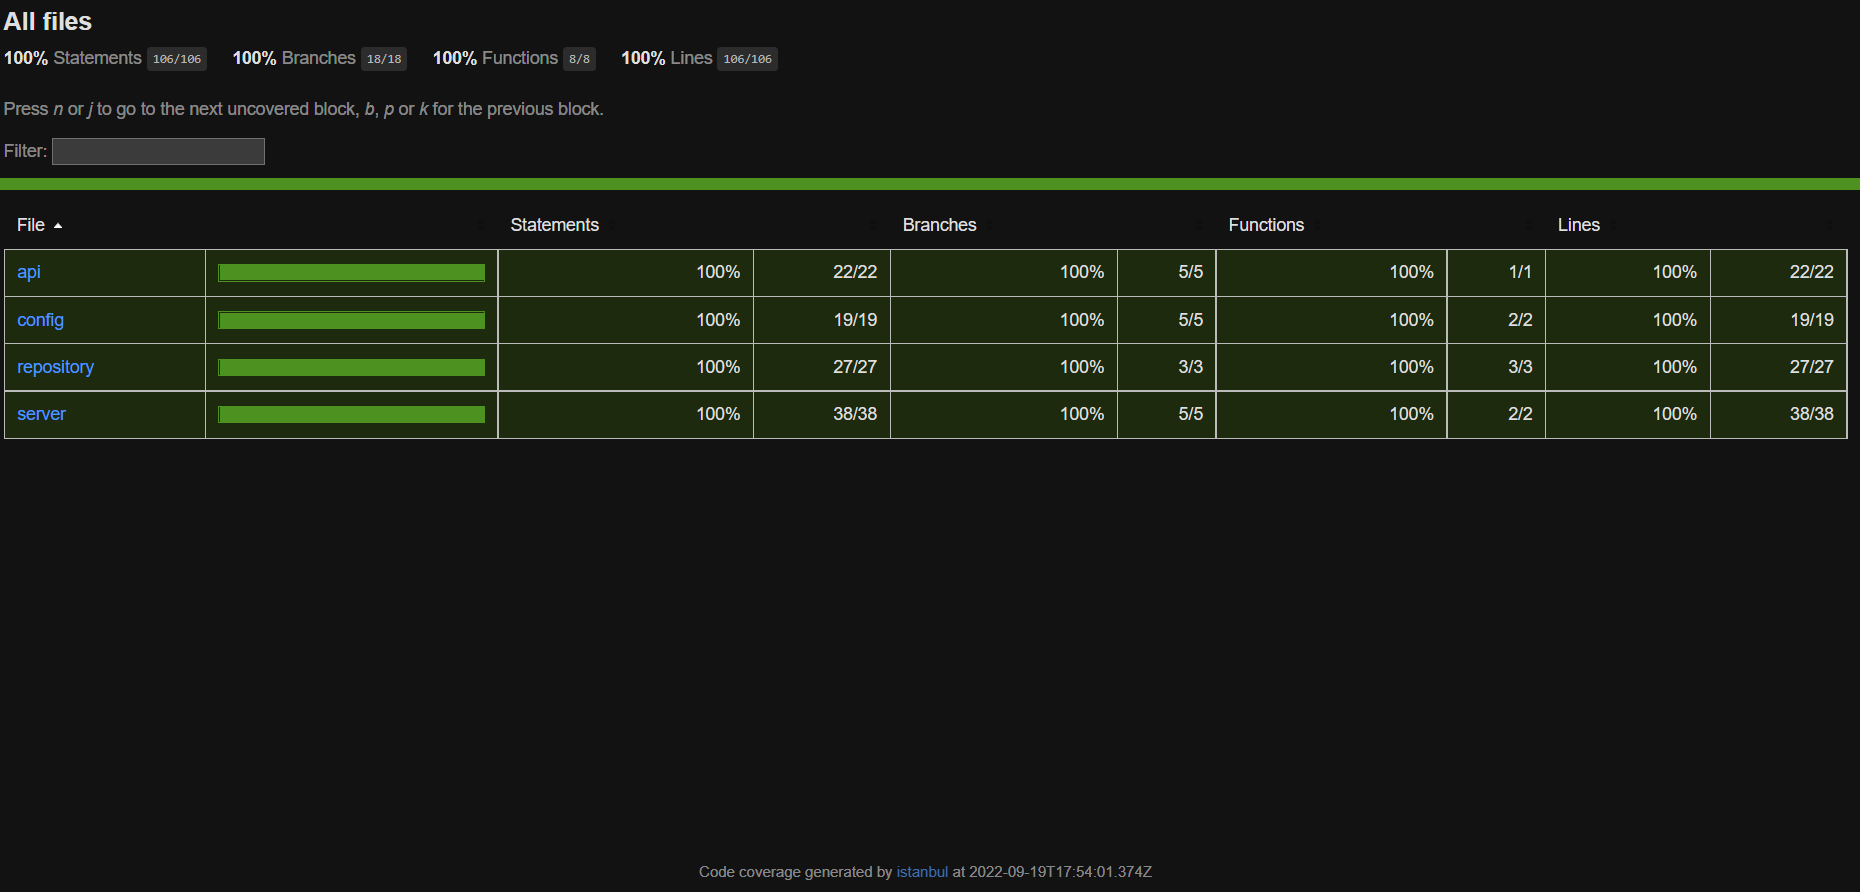 All files
100% Statements 106/106 100% Branches 18/18 100% Functions 8/8 100% Lines 106/106
Press n or j to go to the next uncovered block, b, p or k for the previous block.
Filter:
File Statements Branches Functions Lines
api 100% 22/22 100% 5/5 100% 1/1 100% 22/22
config 100% 19/19 100% 5/5 100% 2/2 100% 19/19
repository 100% 27/27 100% 3/3 100% 3/3 100% 27/27
server 100% 38/38 100% 5/5 100% 2/2 100% 38/38
Code coverage generated by istanbul at 2022-09-19T17:54:01.374Z